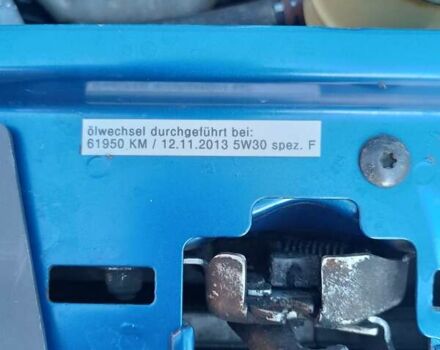 ölwechsel durchgeführt bei:
61950 KM / 12.11.2013 5W30 spez. F